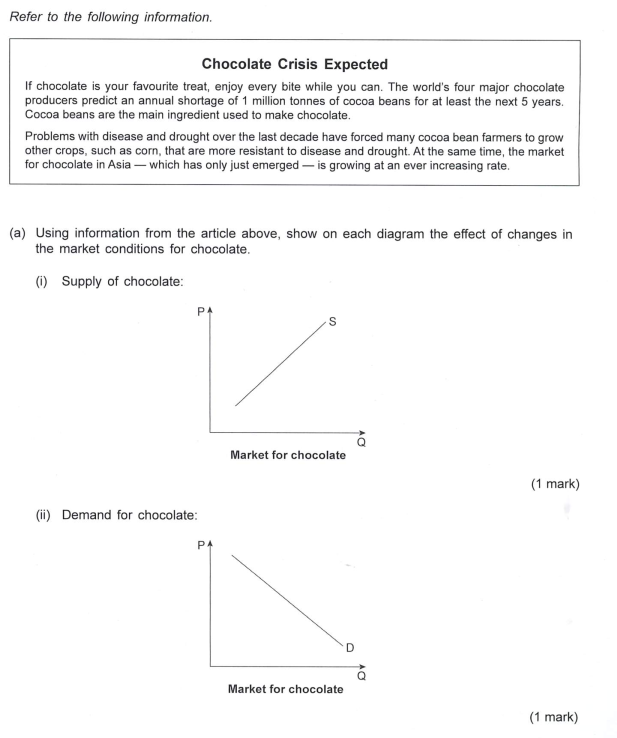 Refer to the following information.
Chocolate Crisis Expected
If chocolate is your favourite treat, enjoy every bite while you can. The world's four major chocolate
producers predict an annual shortage of 1 million tonnes of cocoa beans for at least the next 5 years.
Cocoa beans are the main ingredient used to make chocolate.
Problems with disease and drought over the last decade have forced many cocoa bean farmers to grow
other crops, such as corn, that are more resistant to disease and drought. At the same time, the market
for chocolate in Asia — which has only just emerged — is growing at an ever increasing rate.
(a) Using information from the article above, show on each diagram the effect of changes in
the market conditions for chocolate.
(i) Supply of chocolate:
P
S
Q
Market for chocolate
(1 mark)
(ii) Demand for chocolate:
P
D
Q
Market for chocolate
(1 mark)